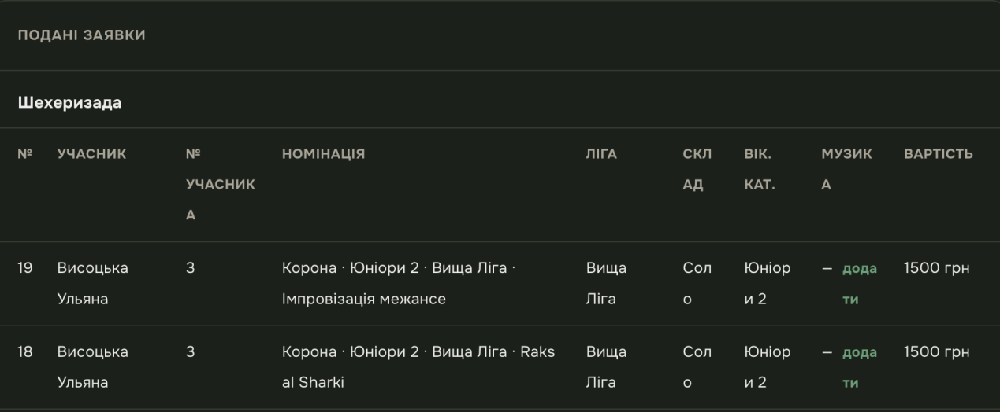 ПОДАНІ ЗАЯВКИ
Шехеризада
№ УЧАСНИК № УЧАСНИКА НОМІНАЦІЯ ЛІГА СКЛАД ВІК. КАТ. МУЗИКА ВАРТІСТЬ
19 Висоцька Ульяна 3 Корона · Юніори 2 · Вища Ліга · Імпровізація межансе Вища Ліга Соло Юніори 2 — додати 1500 грн
18 Висоцька Ульяна 3 Корона · Юніори 2 · Вища Ліга · Raks al Sharki Вища Ліга Соло Юніори 2 — додати 1500 грн